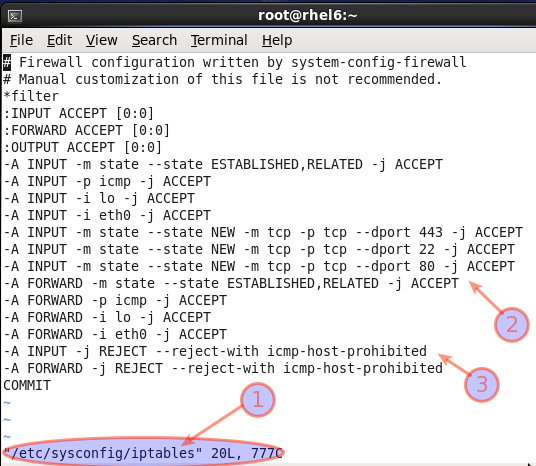 root@rhel6:~
File Edit View Search Terminal Help
# Firewall configuration written by system-config-firewall
# Manual customization of this file is not recommended.
*filter
:INPUT ACCEPT [0:0]
:FORWARD ACCEPT [0:0]
:OUTPUT ACCEPT [0:0]
-A INPUT -m state --state ESTABLISHED,RELATED -j ACCEPT
-A INPUT -p icmp -j ACCEPT
-A INPUT -i lo -j ACCEPT
-A INPUT -i eth0 -j ACCEPT
-A INPUT -m state --state NEW -m tcp -p tcp --dport 443 -j ACCEPT
-A INPUT -m state --state NEW -m tcp -p tcp --dport 22 -j ACCEPT
-A INPUT -m state --state NEW -m tcp -p tcp --dport 80 -j ACCEPT
-A FORWARD -m state --state ESTABLISHED,RELATED -j ACCEPT
-A FORWARD -p icmp -j ACCEPT
-A FORWARD -i lo -j ACCEPT
2
-A FORWARD -i eth0 -j ACCEPT
-A INPUT -j REJECT --reject-with icmp-host-prohibited
-A FORWARD -j REJECT --reject-with icmp-host-prohibited
3
COMMIT
1
~
~
~
"/etc/sysconfig/iptables" 20L, 777C